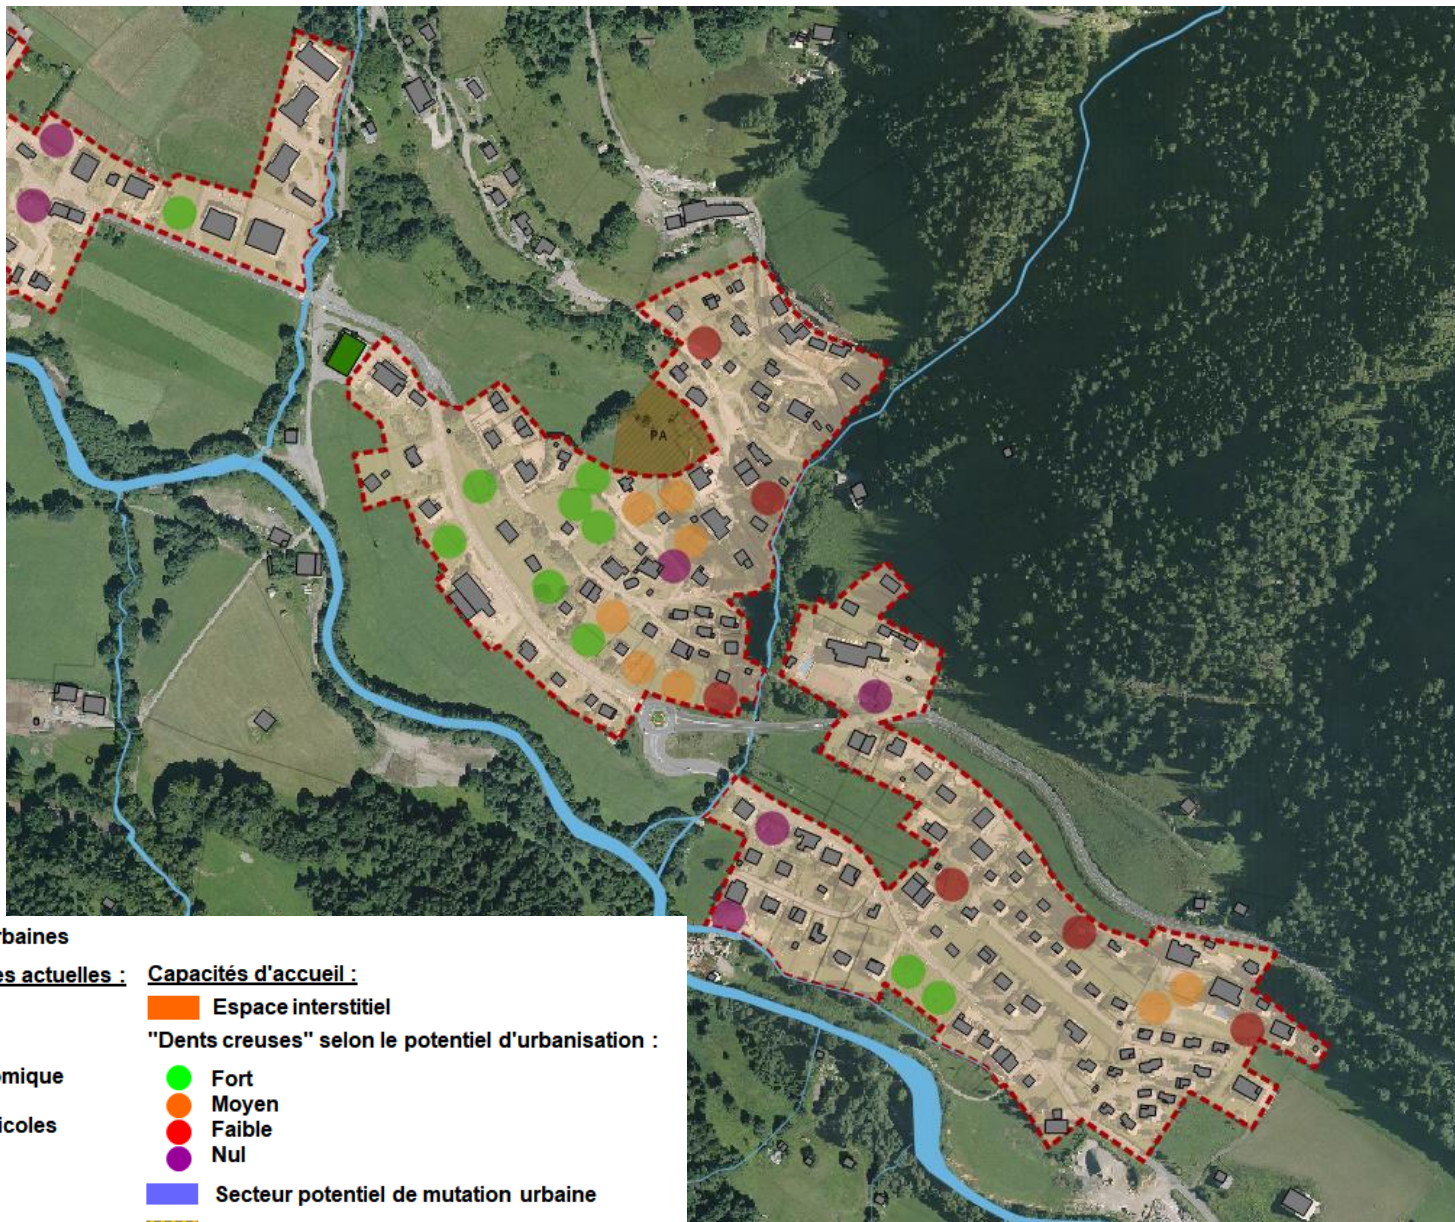 PA
rbaines
es actuelles : Capacités d'accueil :
Espace interstitiel
"Dents creuses" selon le potentiel d'urbanisation :
omique
Fort
Moyen
icoles
Faible
Nul
Secteur potentiel de mutation urbaine